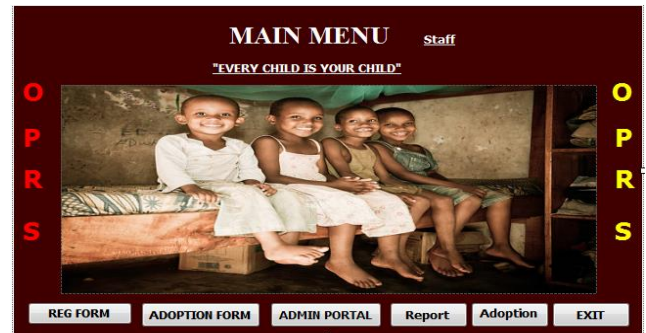 MAIN MENU Staff
"EVERY CHILD IS YOUR CHILD"
O
P
R
S
O
P
R
S
REG FORM ADOPTION FORM ADMIN PORTAL Report Adoption EXIT